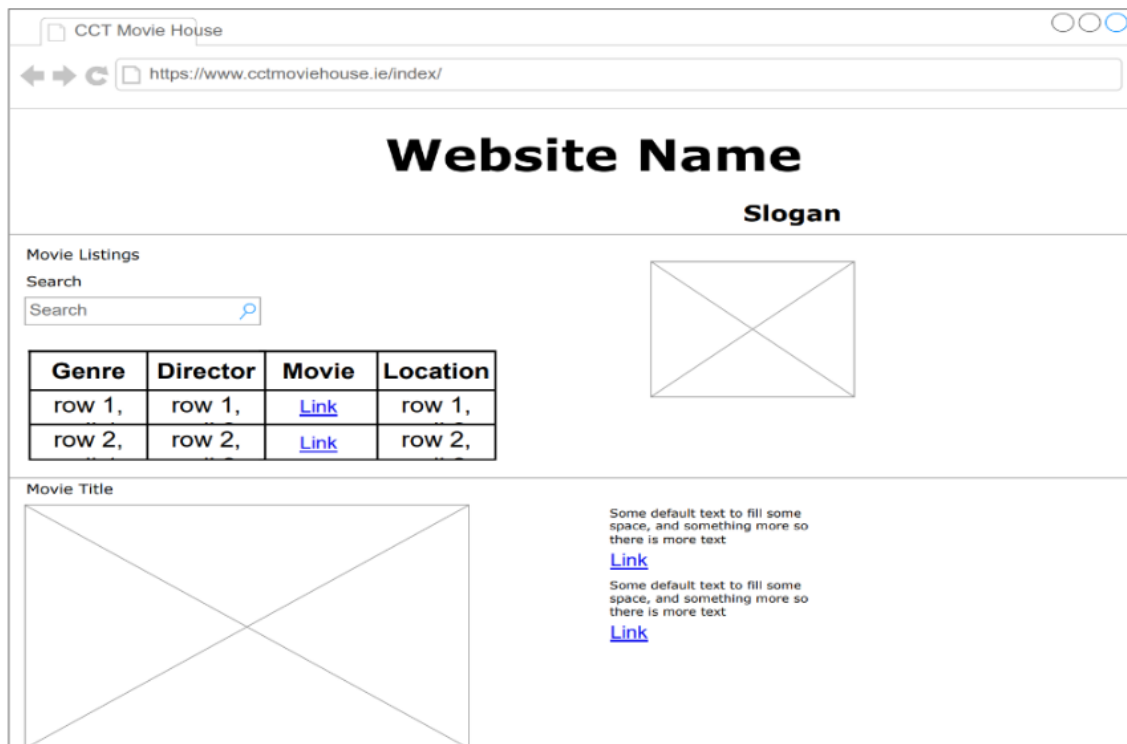 CCT Movie House
https://www.cctmoviehouse.ie/index/
Website Name
Slogan
Movie Listings
Search
Search
Genre Director Movie Location
row 1, row 1, Link row 1,
row 2, row 2, Link row 2,
Movie Title
Some default text to fill some
space, and something more so
there is more text
Link
Some default text to fill some
space, and something more so
there is more text
Link